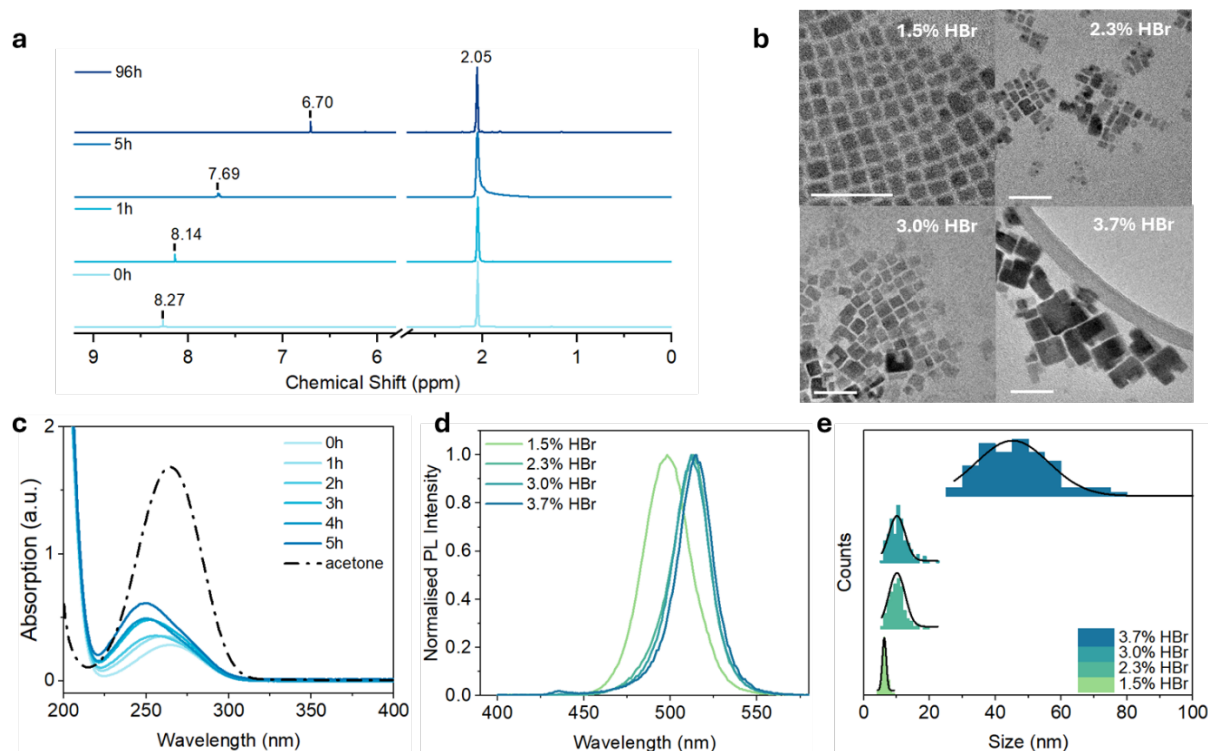 a
96h
5h
1h
0h
6.70
2.05
7.69
8.14
8.27
9 8 7 6 2 1 0
Chemical Shift (ppm)
b
1.5% HBr
2.3% HBr
3.0% HBr
3.7% HBr
c
2
1
0
Absorption (a.u.)
0h
1h
2h
3h
4h
5h
acetone
200 250 300 350 400
Wavelength (nm)
d
1.0
0.8
0.6
0.4
0.2
0.0
Normalised PL Intensity
1.5% HBr
2.3% HBr
3.0% HBr
3.7% HBr
400 450 500 550
Wavelength (nm)
e
Counts
3.7% HBr
3.0% HBr
2.3% HBr
1.5% HBr
0 20 40 60 80 100
Size (nm)